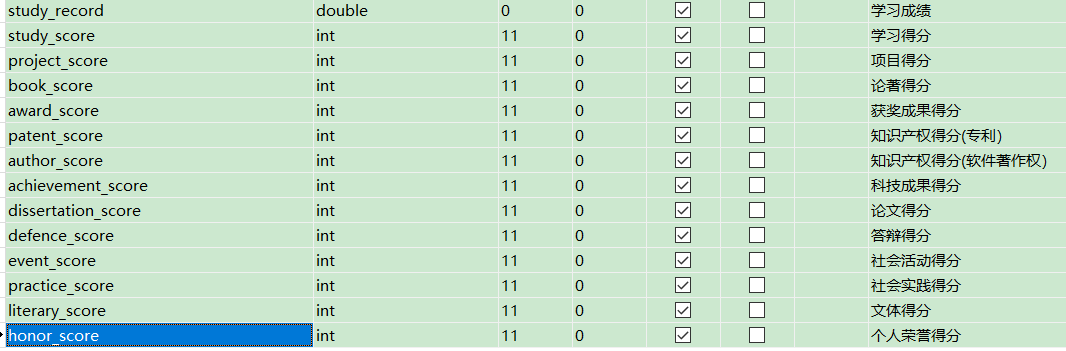 study_record double 0 0 学习成绩
study_score int 11 0 学习得分
project_score int 11 0 项目得分
book_score int 11 0 论著得分
award_score int 11 0 获奖成果得分
patent_score int 11 0 知识产权得分(专利)
author_score int 11 0 知识产权得分(软件著作权)
achievement_score int 11 0 科技成果得分
dissertation_score int 11 0 论文得分
defence_score int 11 0 答辩得分
event_score int 11 0 社会活动得分
practice_score int 11 0 社会实践得分
literary_score int 11 0 文体得分
honor_score int 11 0 个人荣誉得分